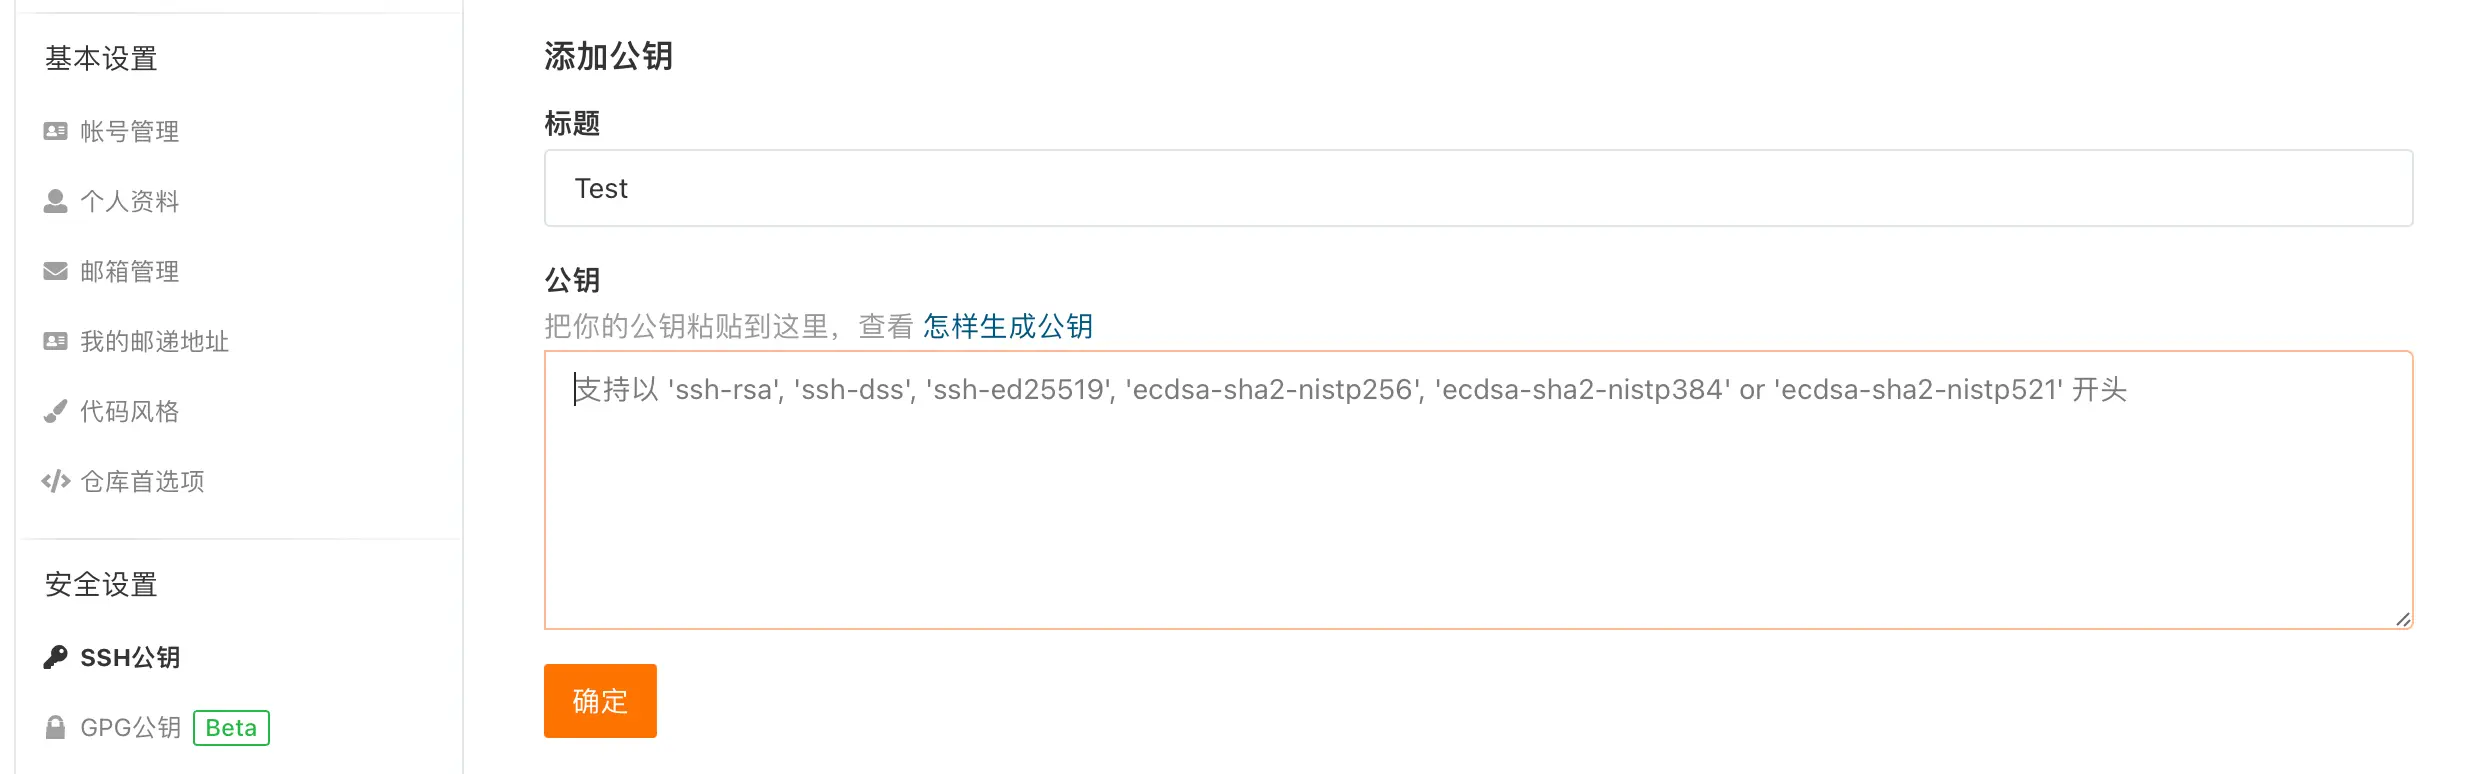 基本设置
帐号管理
个人资料
邮箱管理
我的邮递地址
代码风格
仓库首选项
安全设置
SSH公钥
GPG公钥 Beta
添加公钥
标题
Test
公钥
把你的公钥粘贴到这里，查看 怎样生成公钥
支持以 'ssh-rsa', 'ssh-dss', 'ssh-ed25519', 'ecdsa-sha2-nistp256', 'ecdsa-sha2-nistp384' or 'ecdsa-sha2-nistp521' 开头
确定